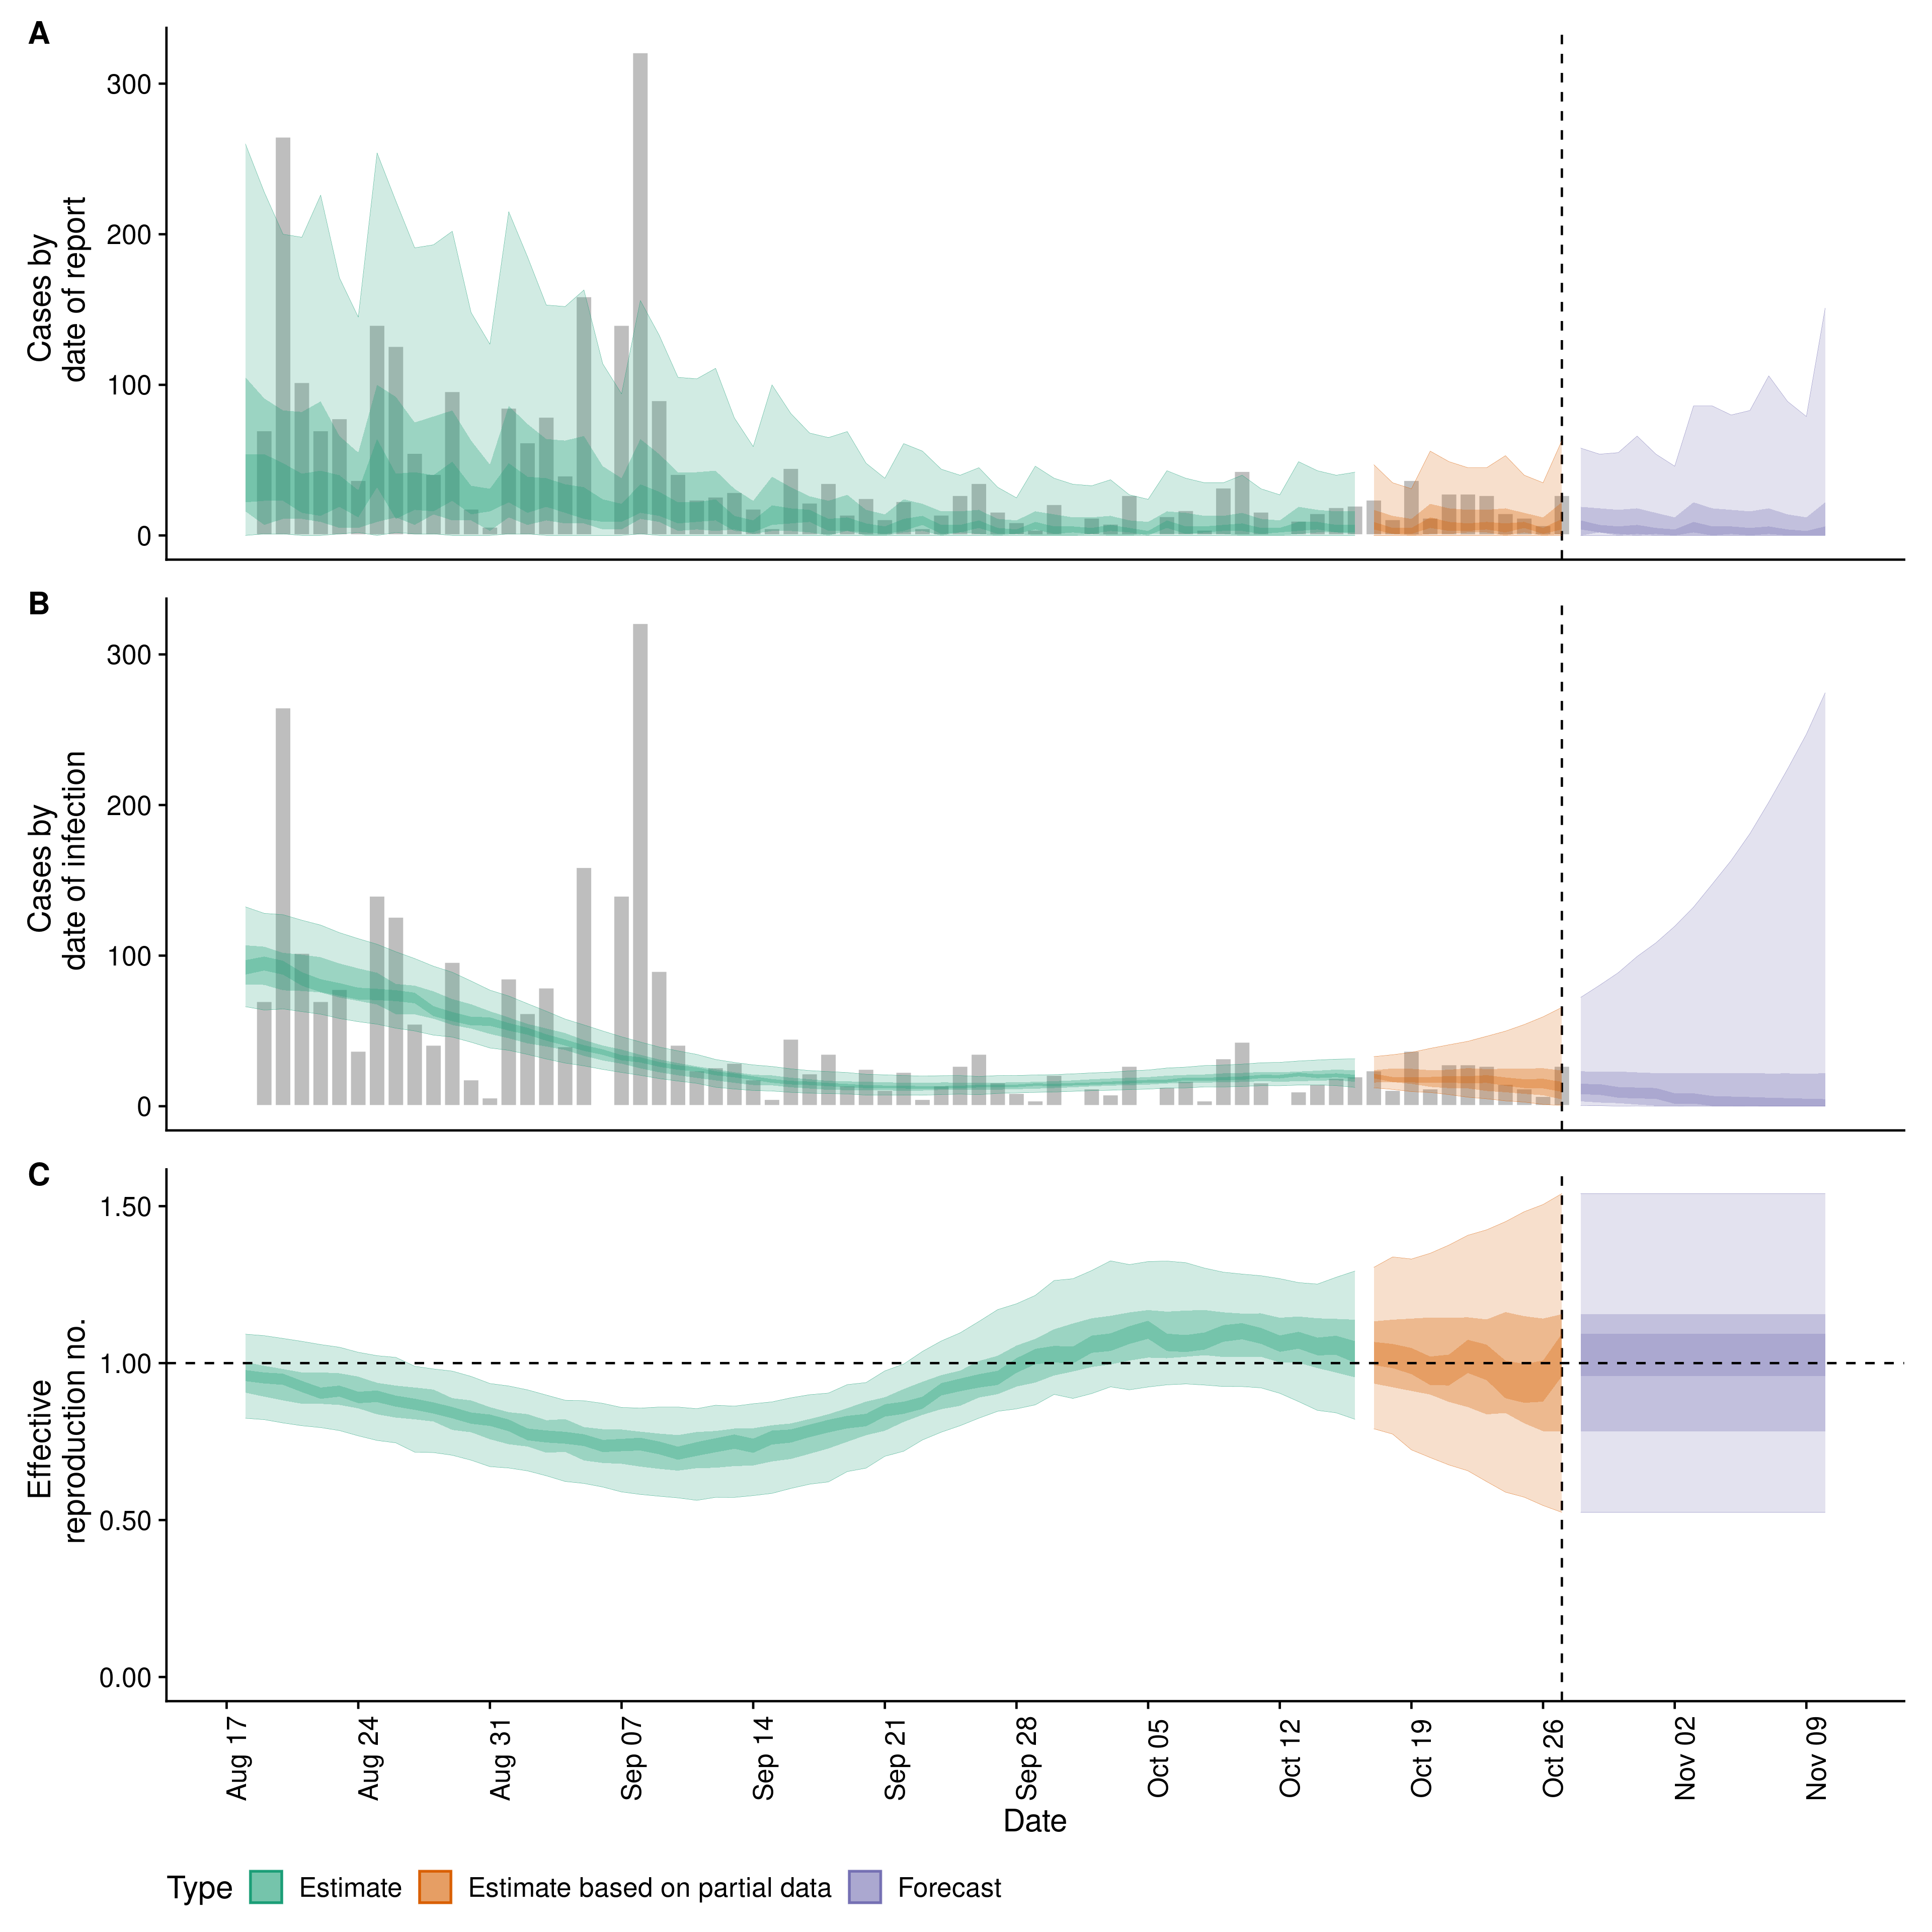 A
300
200
100
0
Cases by
date of report
B
300
200
100
0
Cases by
date of infection
C
1.50
1.00
0.50
0.00
Effective
reproduction no.
Aug 17
Aug 24
Aug 31
Sep 07
Sep 14
Sep 21
Sep 28
Oct 05
Oct 12
Oct 19
Oct 26
Nov 02
Nov 09
Date
Type Estimate Estimate based on partial data Forecast